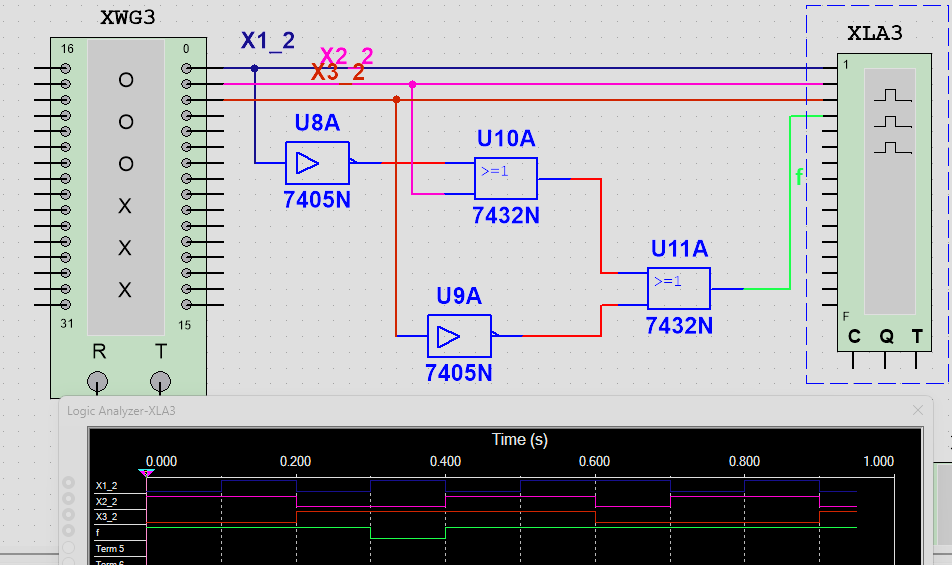 XWG3
16
0
O
O
O
X
X
X
31
15
R
T
X1_2
X2_2
X3_2
U8A
7405N
U10A
>=1
7432N
U9A
7405N
U11A
>=1
7432N
f
XLA3
1
F
C Q T
Logic Analyzer-XLA3
Time (s)
0.000 0.200 0.400 0.600 0.800 1.000
X1_2
X2_2
X3_2
f
Term 5